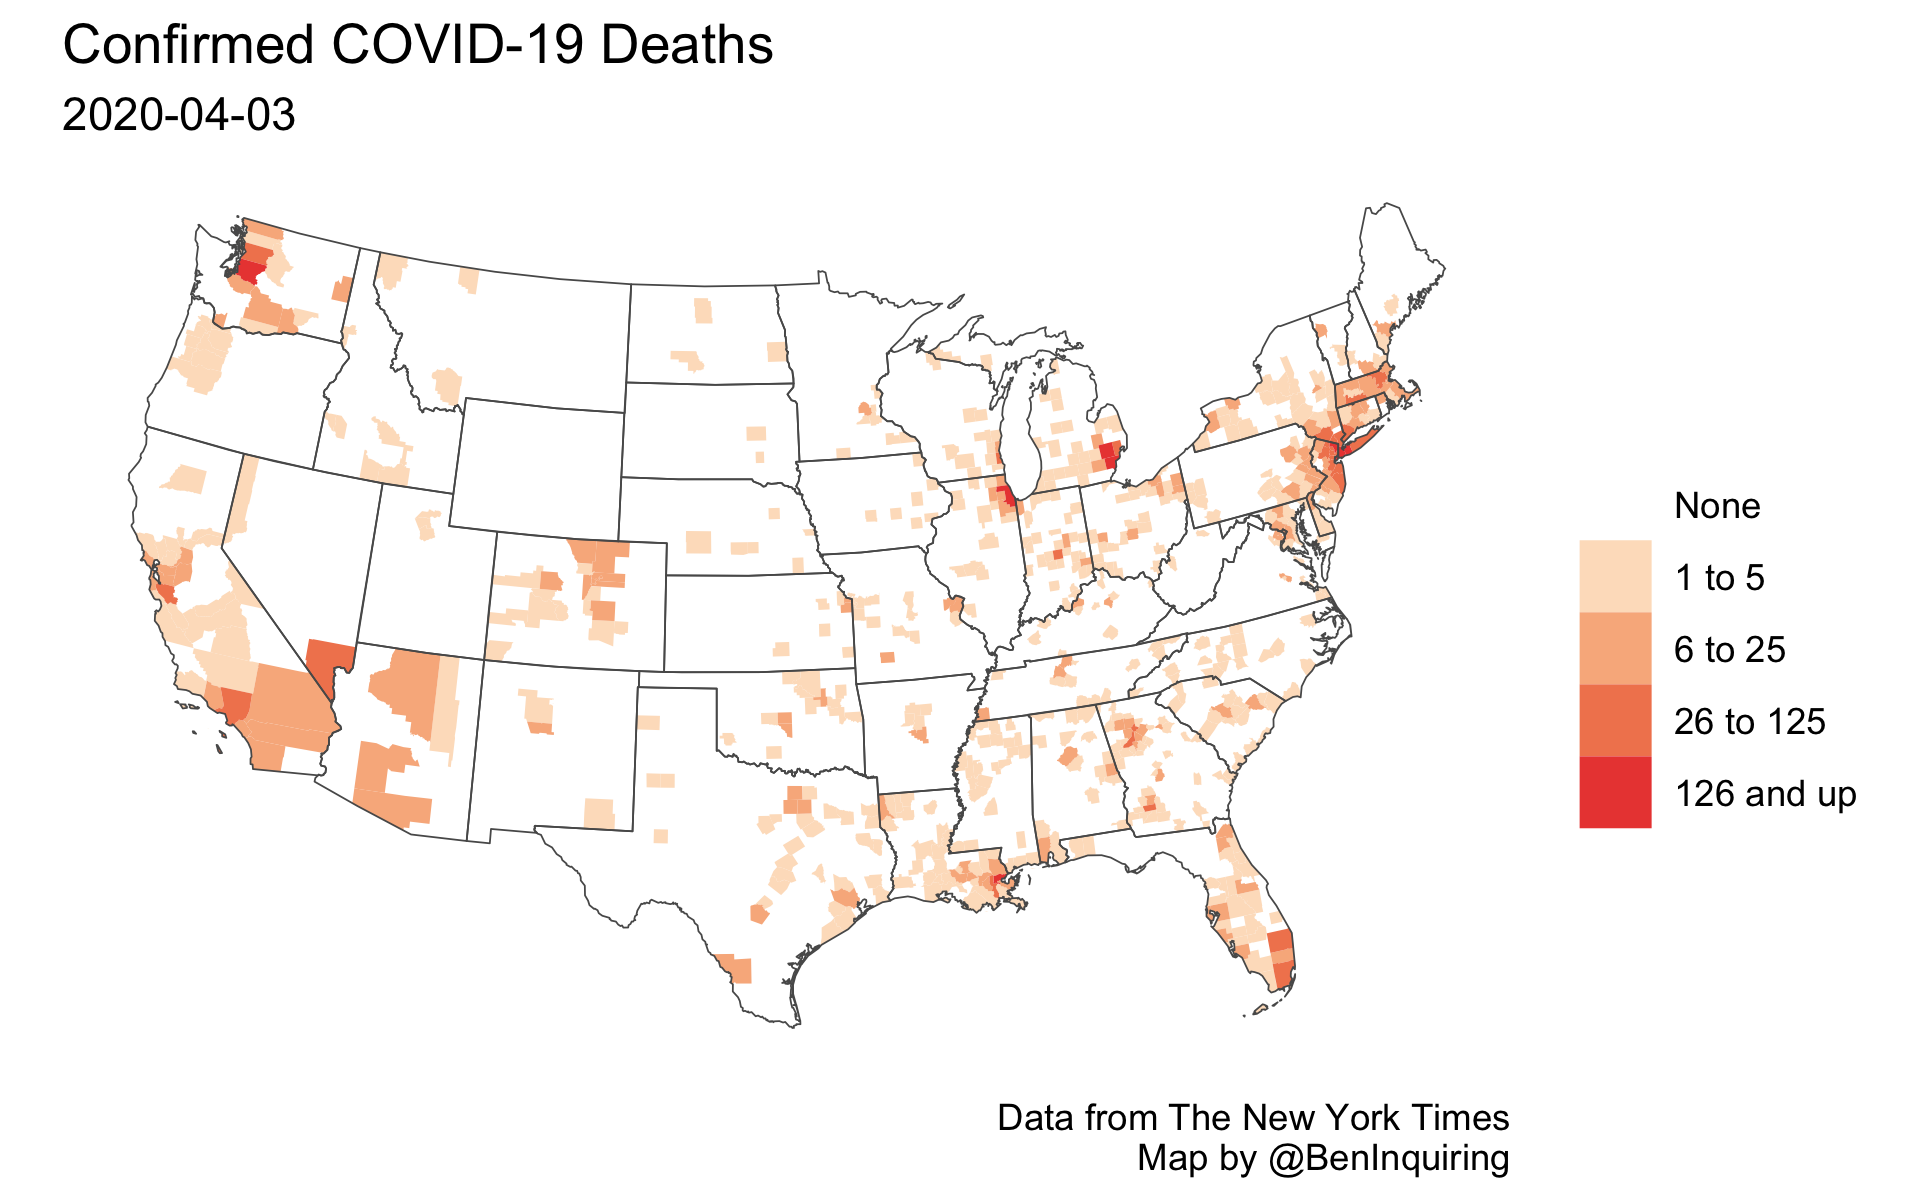 Confirmed COVID-19 Deaths
2020-04-03
None
1 to 5
6 to 25
26 to 125
126 and up
Data from The New York Times
Map by @BenInquiring